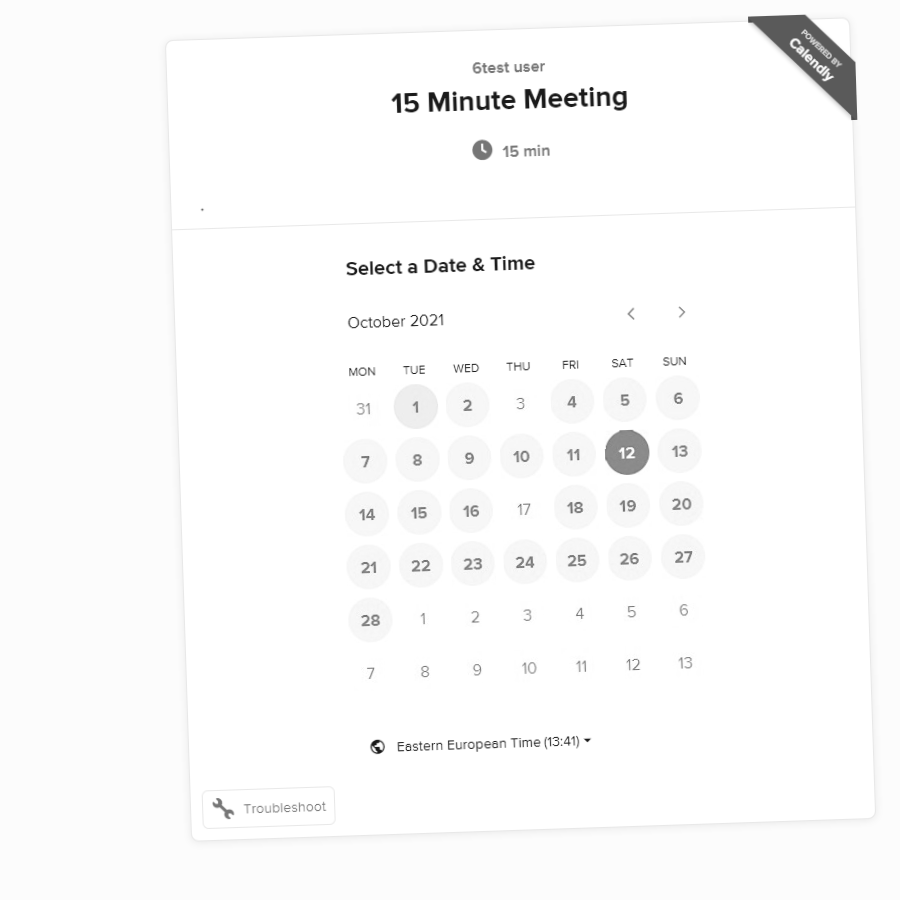 POWERED BY
Calendly
6test user
15 Minute Meeting
15 min
.
Select a Date & Time
October 2021
MON TUE WED THU FRI SAT SUN
31 1 2 3 4 5 6
7 8 9 10 11 12 13
14 15 16 17 18 19 20
21 22 23 24 25 26 27
28 1 2 3 4 5 6
7 8 9 10 11 12 13
Eastern European Time (13:41)
Troubleshoot